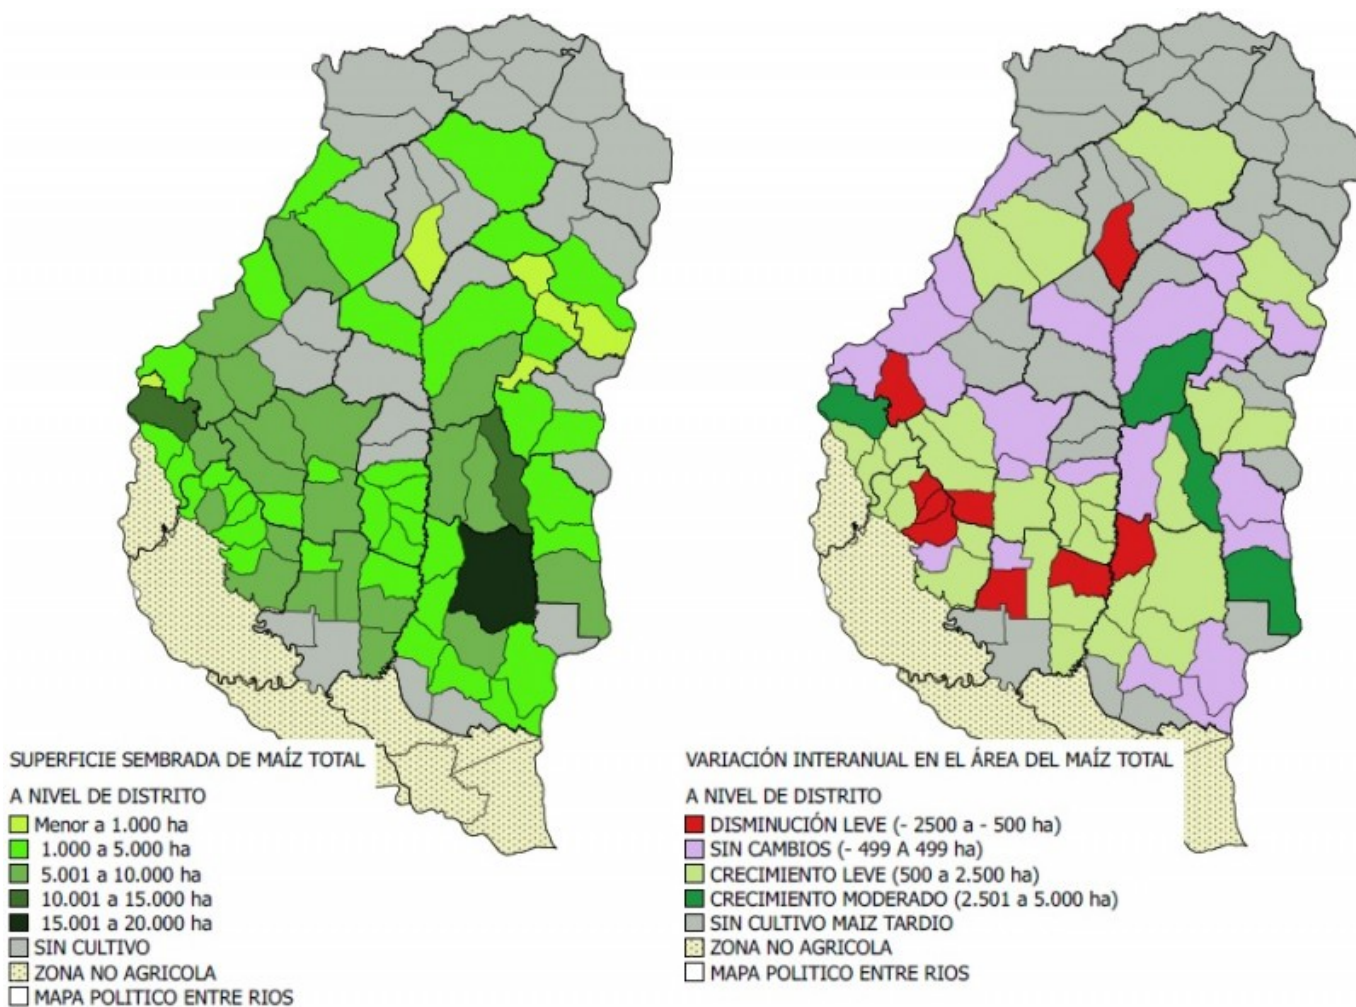 SUPERFICIE SEMBRADA DE MAÍZ TOTAL
A NIVEL DE DISTRITO
Menor a 1.000 ha
1.000 a 5.000 ha
5.001 a 10.000 ha
10.001 a 15.000 ha
15.001 a 20.000 ha
SIN CULTIVO
ZONA NO AGRICOLA
MAPA POLITICO ENTRE RIOS
VARIACIÓN INTERANUAL EN EL ÁREA DEL MAÍZ TOTAL
A NIVEL DE DISTRITO
DISMINUCIÓN LEVE (- 2500 a - 500 ha)
SIN CAMBIOS (- 499 A 499 ha)
CRECIMIENTO LEVE (500 a 2.500 ha)
CRECIMIENTO MODERADO (2.501 a 5.000 ha)
SIN CULTIVO MAIZ TARDIO
ZONA NO AGRICOLA
MAPA POLITICO ENTRE RIOS